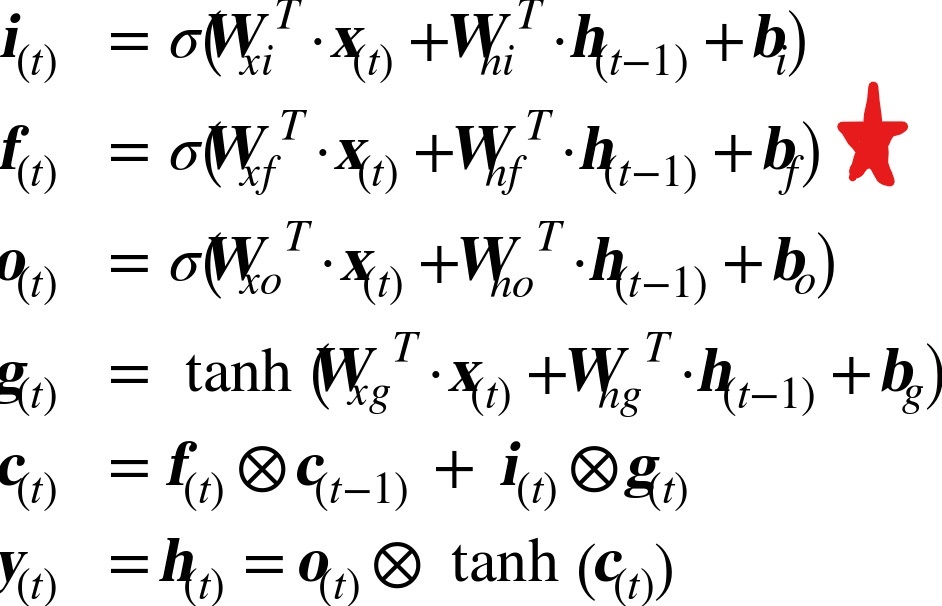 i(t) = σ(Wxi^T · x(t) + Whi^T · h(t−1) + bi)
f(t) = σ(Wxf^T · x(t) + Whf^T · h(t−1) + bf)
o(t) = σ(Wxo^T · x(t) + Who^T · h(t−1) + bo)
g(t) = tanh (Wxg^T · x(t) + Whg^T · h(t−1) + bg)
c(t) = f(t) ⊗ c(t−1) + i(t) ⊗ g(t)
y(t) = h(t) = o(t) ⊗ tanh (c(t))